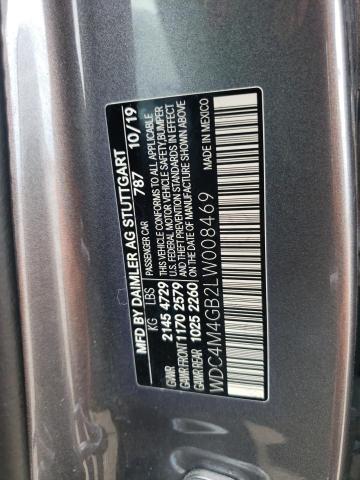 MFD BY DAIMLER AG STUTTGART
787 10/19
PASSENGER CAR
KG LBS
GVWR 2145 4729
GAWR FRONT 1170 2579
GAWR REAR 1025 2260
THIS VEHICLE CONFORMS TO ALL APPLICABLE
U.S. FEDERAL MOTOR VEHICLE SAFETY,BUMPER
AND THEFT PREVENTION STANDARDS IN EFFECT
ON THE DATE OF MANUFACTURE SHOWN ABOVE
WDC4M4GB2LW008469
MADE IN MEXICO